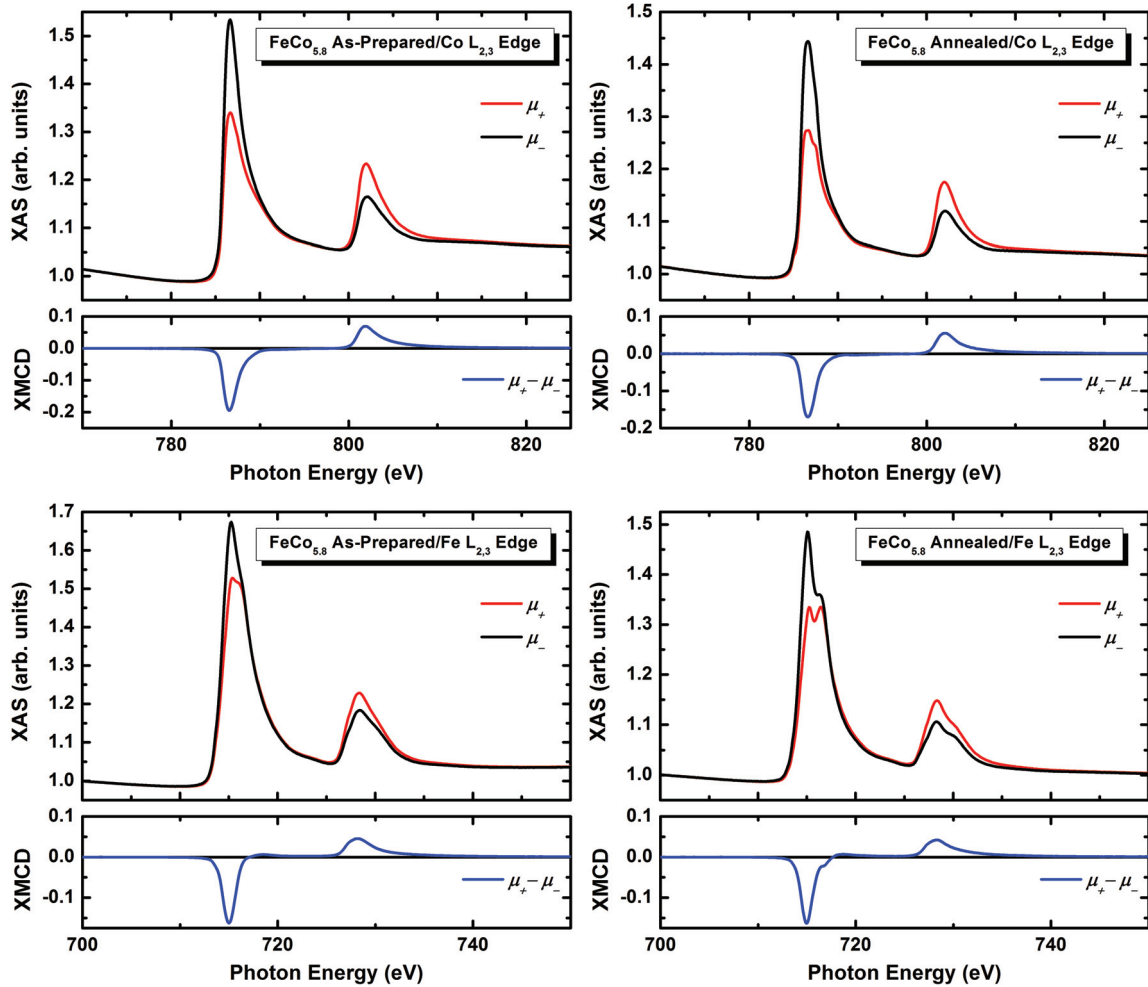 FeCo5.8 As-Prepared/Co L2,3 Edge
XAS (arb. units)
1.5
1.4
1.3
1.2
1.1
1.0
μ+
μ−
XMCD
0.1
0.0
-0.1
-0.2
μ+−μ−
780 800 820
Photon Energy (eV)
FeCo5.8 Annealed/Co L2,3 Edge
XAS (arb. units)
1.5
1.4
1.3
1.2
1.1
1.0
μ+
μ−
XMCD
0.1
0.0
-0.1
-0.2
μ+−μ−
780 800 820
Photon Energy (eV)
FeCo5.8 As-Prepared/Fe L2,3 Edge
XAS (arb. units)
1.7
1.6
1.5
1.4
1.3
1.2
1.1
1.0
μ+
μ−
XMCD
0.1
0.0
-0.1
μ+−μ−
700 720 740
Photon Energy (eV)
FeCo5.8 Annealed/Fe L2,3 Edge
XAS (arb. units)
1.5
1.4
1.3
1.2
1.1
1.0
μ+
μ−
XMCD
0.1
0.0
-0.1
μ+−μ−
700 720 740
Photon Energy (eV)